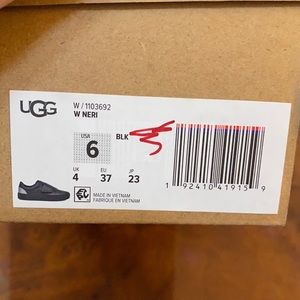 UGG
W / 1103692
W NERI
USA
6
BLK
UK
EU
JP
4
37
23
MADE IN VIETNAM
FABRIQUÉ EN VIETNAM
1 92410 41915 9